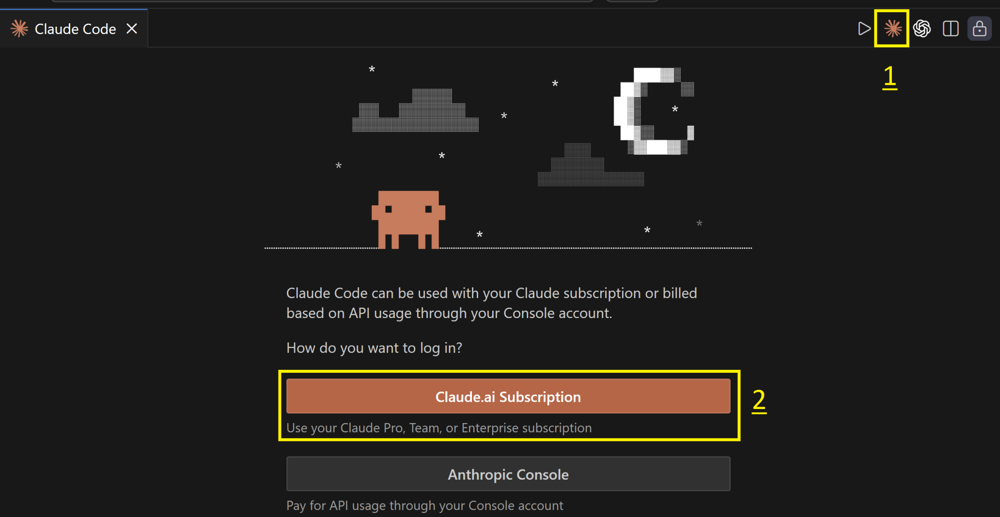 Claude Code
1
Claude Code can be used with your Claude subscription or billed
based on API usage through your Console account.
How do you want to log in?
Claude.ai Subscription
2
Use your Claude Pro, Team, or Enterprise subscription
Anthropic Console
Pay for API usage through your Console account